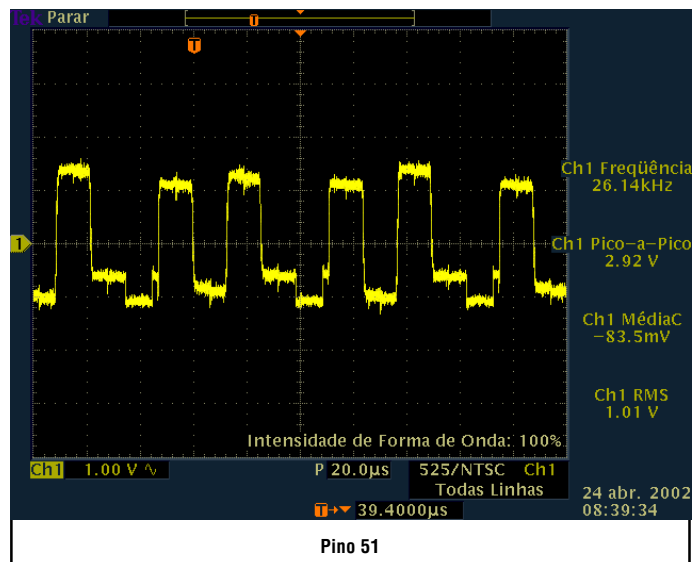 Tek Parar
T
T
1
Ch1 Freqüência
26.14kHz
Ch1 Pico-a-Pico
2.92 V
Ch1 MédiaC
-83.5mV
Ch1 RMS
1.01 V
Intensidade de Forma de Onda: 100%
Ch1 1.00 V ∿ P 20.0µs 525/NTSC Ch1
Todas Linhas
T→▼ 39.4000µs
24 abr. 2002
08:39:34
Pino 51